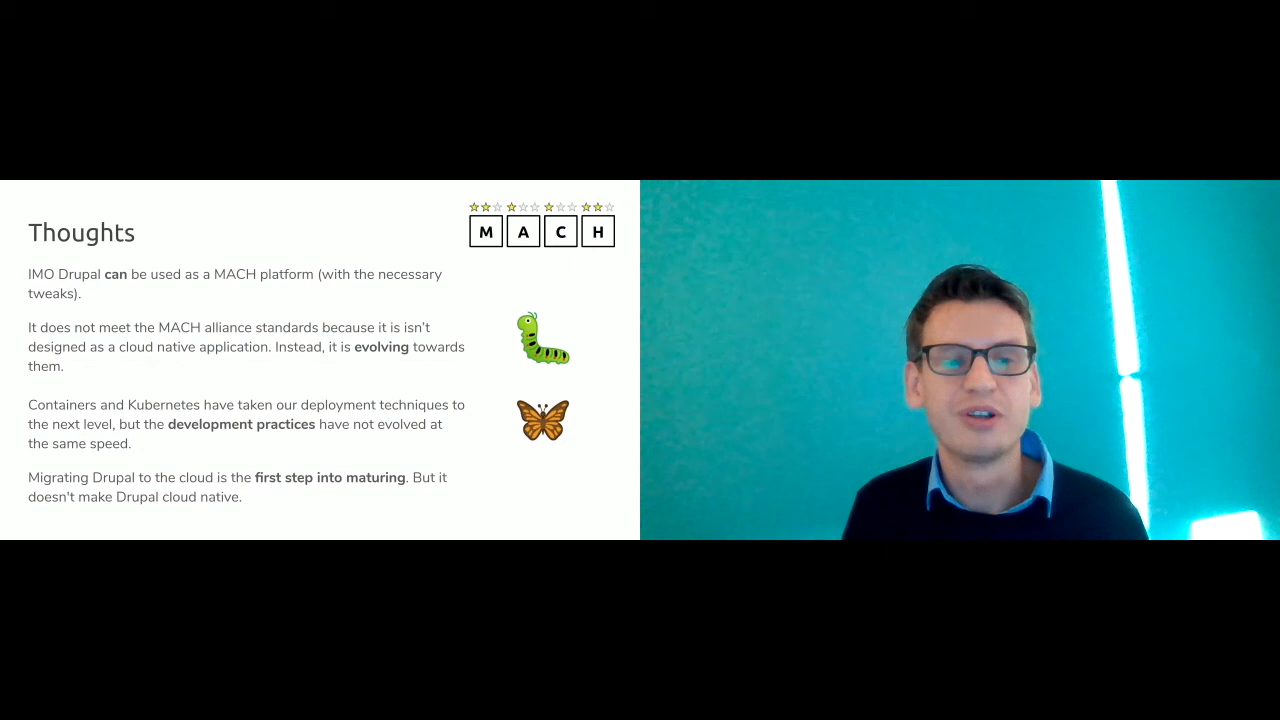 Thoughts
M A C H
IMO Drupal can be used as a MACH platform (with the necessary
tweaks).
It does not meet the MACH alliance standards because it is isn't
designed as a cloud native application. Instead, it is evolving towards
them.
Containers and Kubernetes have taken our deployment techniques to
the next level, but the development practices have not evolved at
the same speed.
Migrating Drupal to the cloud is the first step into maturing. But it
doesn't make Drupal cloud native.